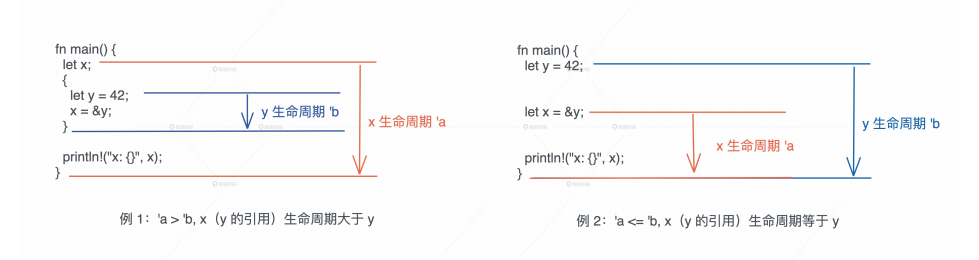 fn main() {
let x;
{
let y = 42;
x = &y;
}
println!("x: {}", x);
}
y 生命周期 'b
x 生命周期 'a
例 1：'a > 'b, x（y 的引用）生命周期大于 y
fn main() {
let y = 42;
let x = &y;
println!("x: {}", x);
}
x 生命周期 'a
y 生命周期 'b
例 2：'a <= 'b, x（y 的引用）生命周期等于 y